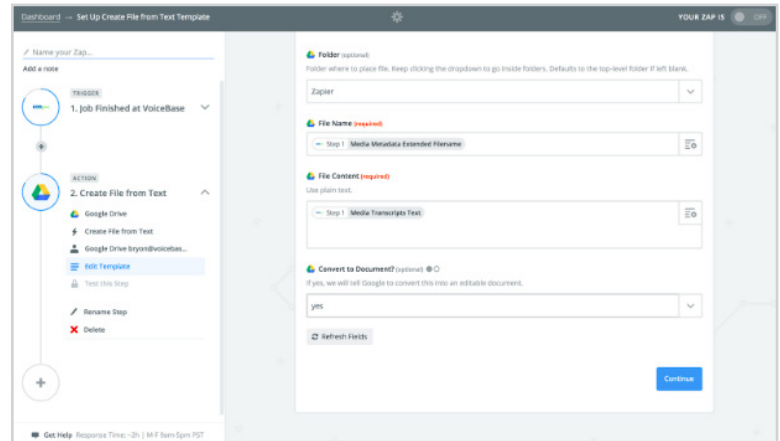 Dashboard → Set Up Create File from Text Template
YOUR ZAP IS OFF
Name your Zap...
Add a note
TRIGGER
1. Job Finished at VoiceBase
ACTION
2. Create File from Text
Google Drive
Create File from Text
Google Drive bryon@voicebas...
Edit Template
Test this Step
Rename Step
Delete
Get Help Response Time: ~2h | M-F 9am-5pm PST
Folder (optional)
Folder where to place file. Keep clicking the dropdown to go inside folders. Defaults to the top-level folder if left blank.
Zapier
File Name (required)
Step 1 Media Metadata Extended Filename
File Content (required)
Use plain text.
Step 1 Media Transcripts Text
Convert to Document? (optional)
If yes, we will tell Google to convert this into an editable document.
yes
Refresh Fields
Continue